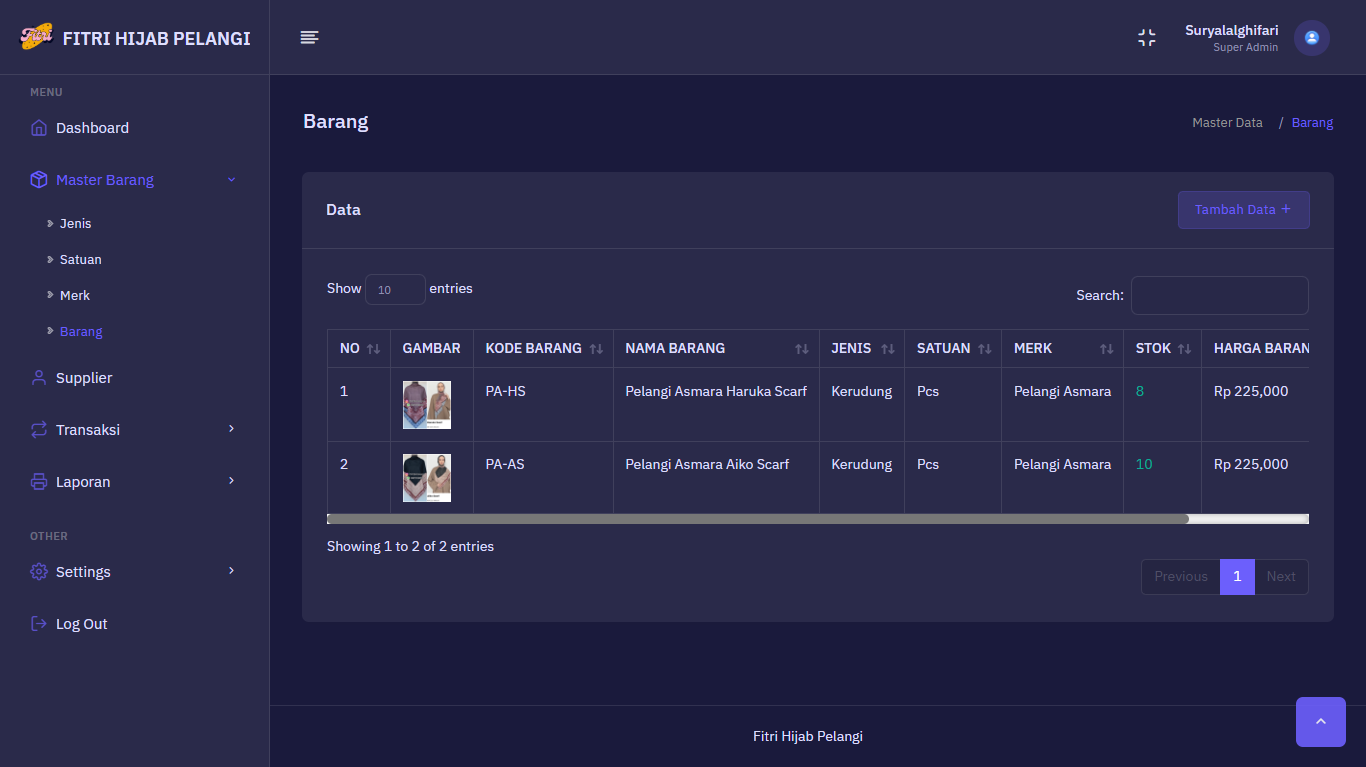 Fitri
FITRI HIJAB PELANGI
Suryalalghifari
Super Admin
MENU
Dashboard
Master Barang
Jenis
Satuan
Merk
Barang
Supplier
Transaksi
Laporan
OTHER
Settings
Log Out
Barang
Master Data / Barang
Data
Tambah Data +
Show 10 entries
Search:
NO GAMBAR KODE BARANG NAMA BARANG JENIS SATUAN MERK STOK HARGA BARAN
1 PA-HS Pelangi Asmara Haruka Scarf Kerudung Pcs Pelangi Asmara 8 Rp 225,000
2 PA-AS Pelangi Asmara Aiko Scarf Kerudung Pcs Pelangi Asmara 10 Rp 225,000
Showing 1 to 2 of 2 entries
Previous 1 Next
Fitri Hijab Pelangi